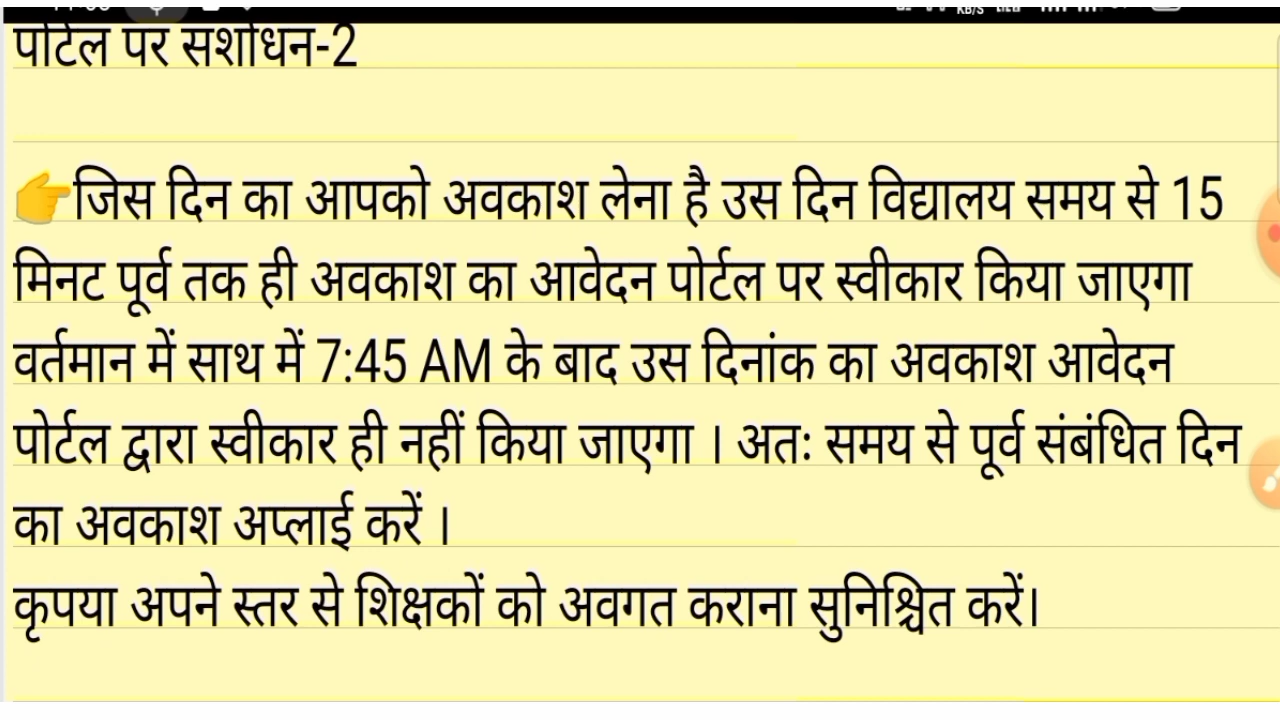 पोर्टल पर संशोधन-2
👉जिस दिन का आपको अवकाश लेना है उस दिन विद्यालय समय से 15
मिनट पूर्व तक ही अवकाश का आवेदन पोर्टल पर स्वीकार किया जाएगा
वर्तमान में साथ में 7:45 AM के बाद उस दिनांक का अवकाश आवेदन
पोर्टल द्वारा स्वीकार ही नहीं किया जाएगा । अतः समय से पूर्व संबंधित दिन
का अवकाश अप्लाई करें ।
कृपया अपने स्तर से शिक्षकों को अवगत कराना सुनिश्चित करें।